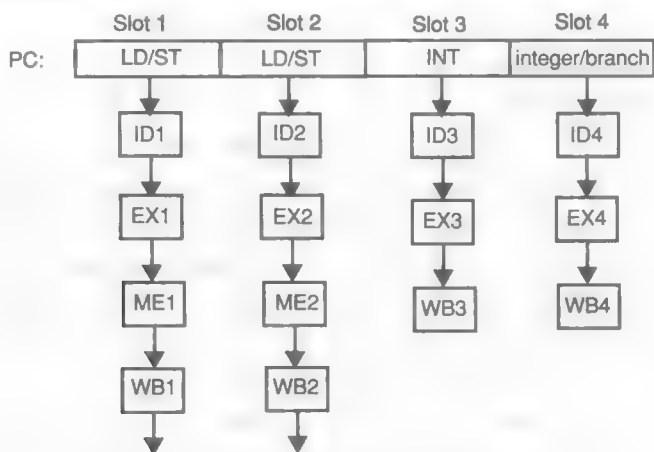 Slot 1 Slot 2 Slot 3 Slot 4
PC: LD/ST LD/ST INT integer/branch
ID1 ID2 ID3 ID4
EX1 EX2 EX3 EX4
ME1 ME2 WB3 WB4
WB1 WB2